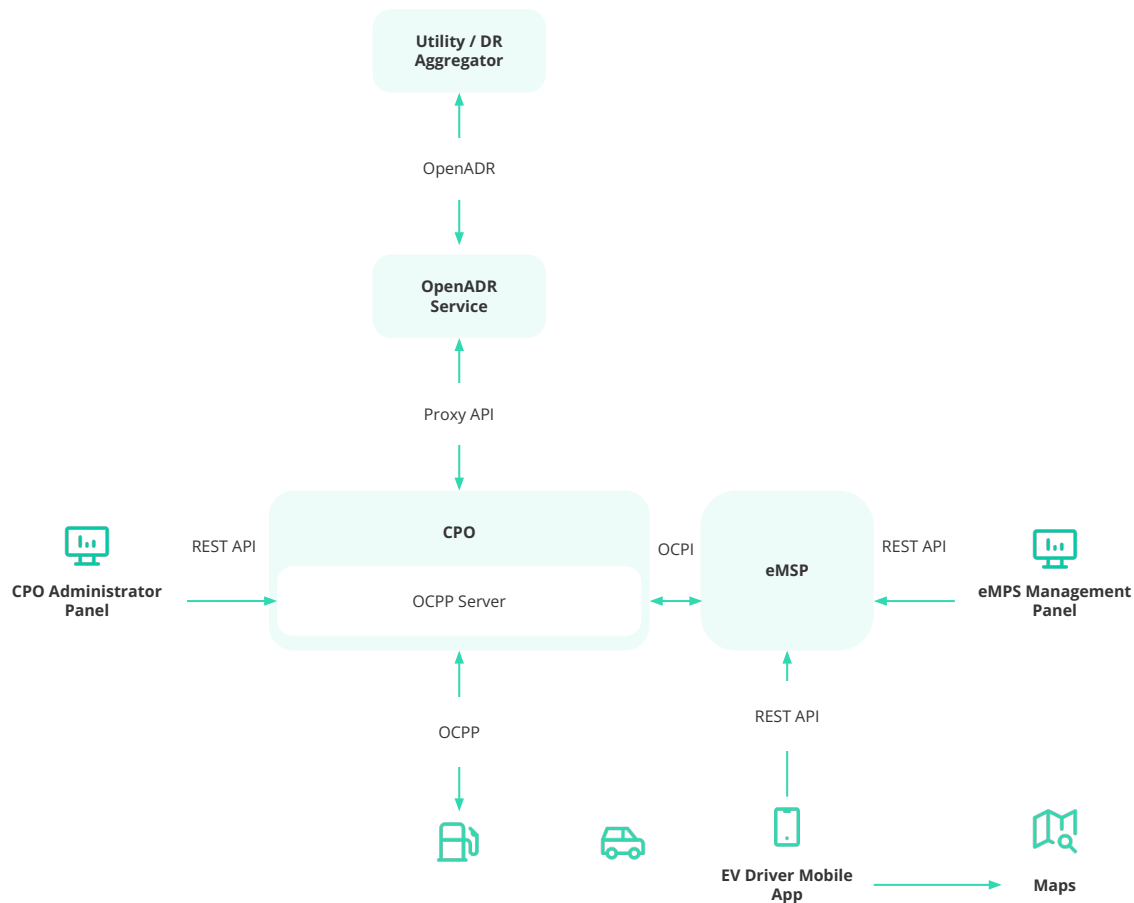 Utility / DR
Aggregator
OpenADR
OpenADR
Service
Proxy API
CPO
REST API
OCPI
REST API
eMSP
CPO Administrator
Panel
OCPP Server
eMPS Management
Panel
REST API
OCPP
EV Driver Mobile
App
Maps